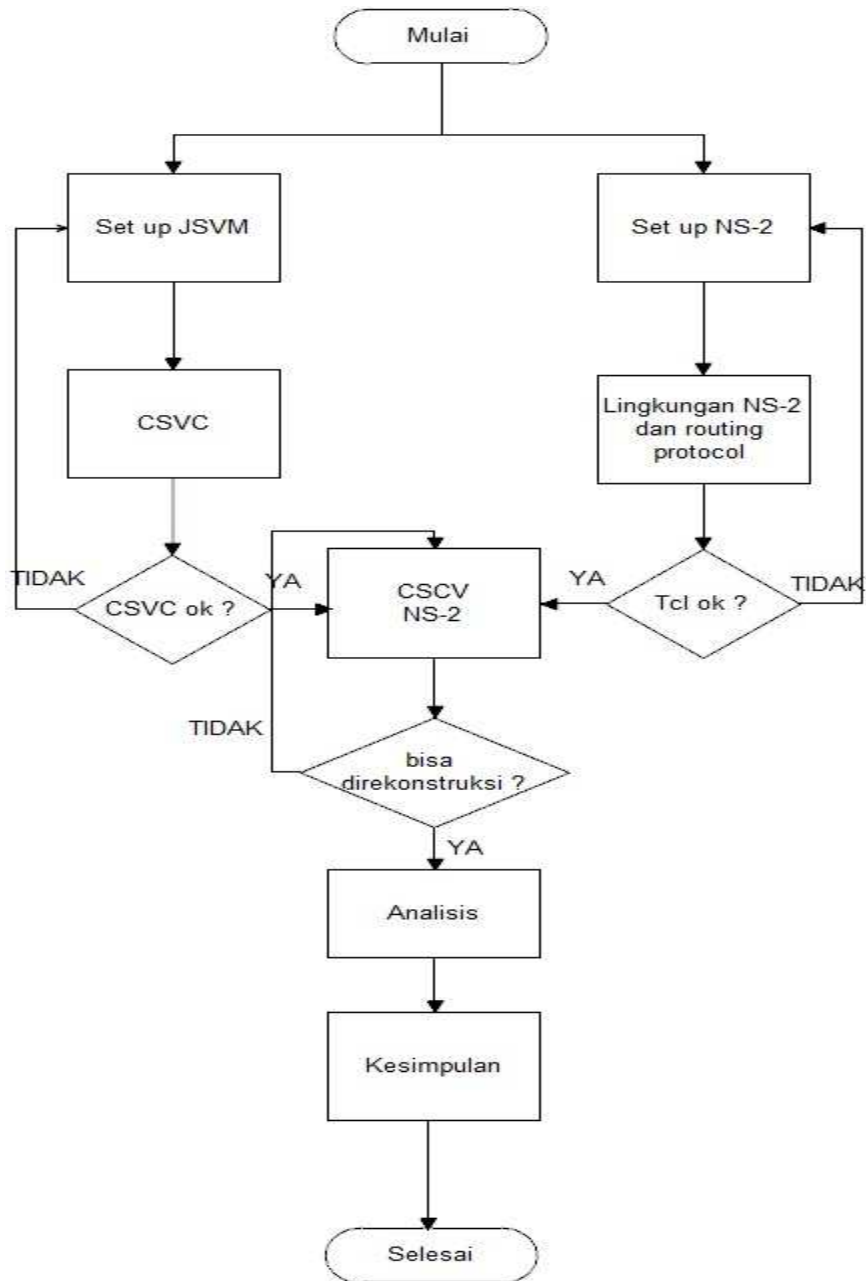 Mulai
Set up JSVM
Set up NS-2
CSVC
Lingkungan NS-2
dan routing
protocol
TIDAK
CSVC ok ?
YA
CSCV
NS-2
YA
Tcl ok ?
TIDAK
TIDAK
bisa
direkonstruksi ?
YA
Analisis
Kesimpulan
Selesai